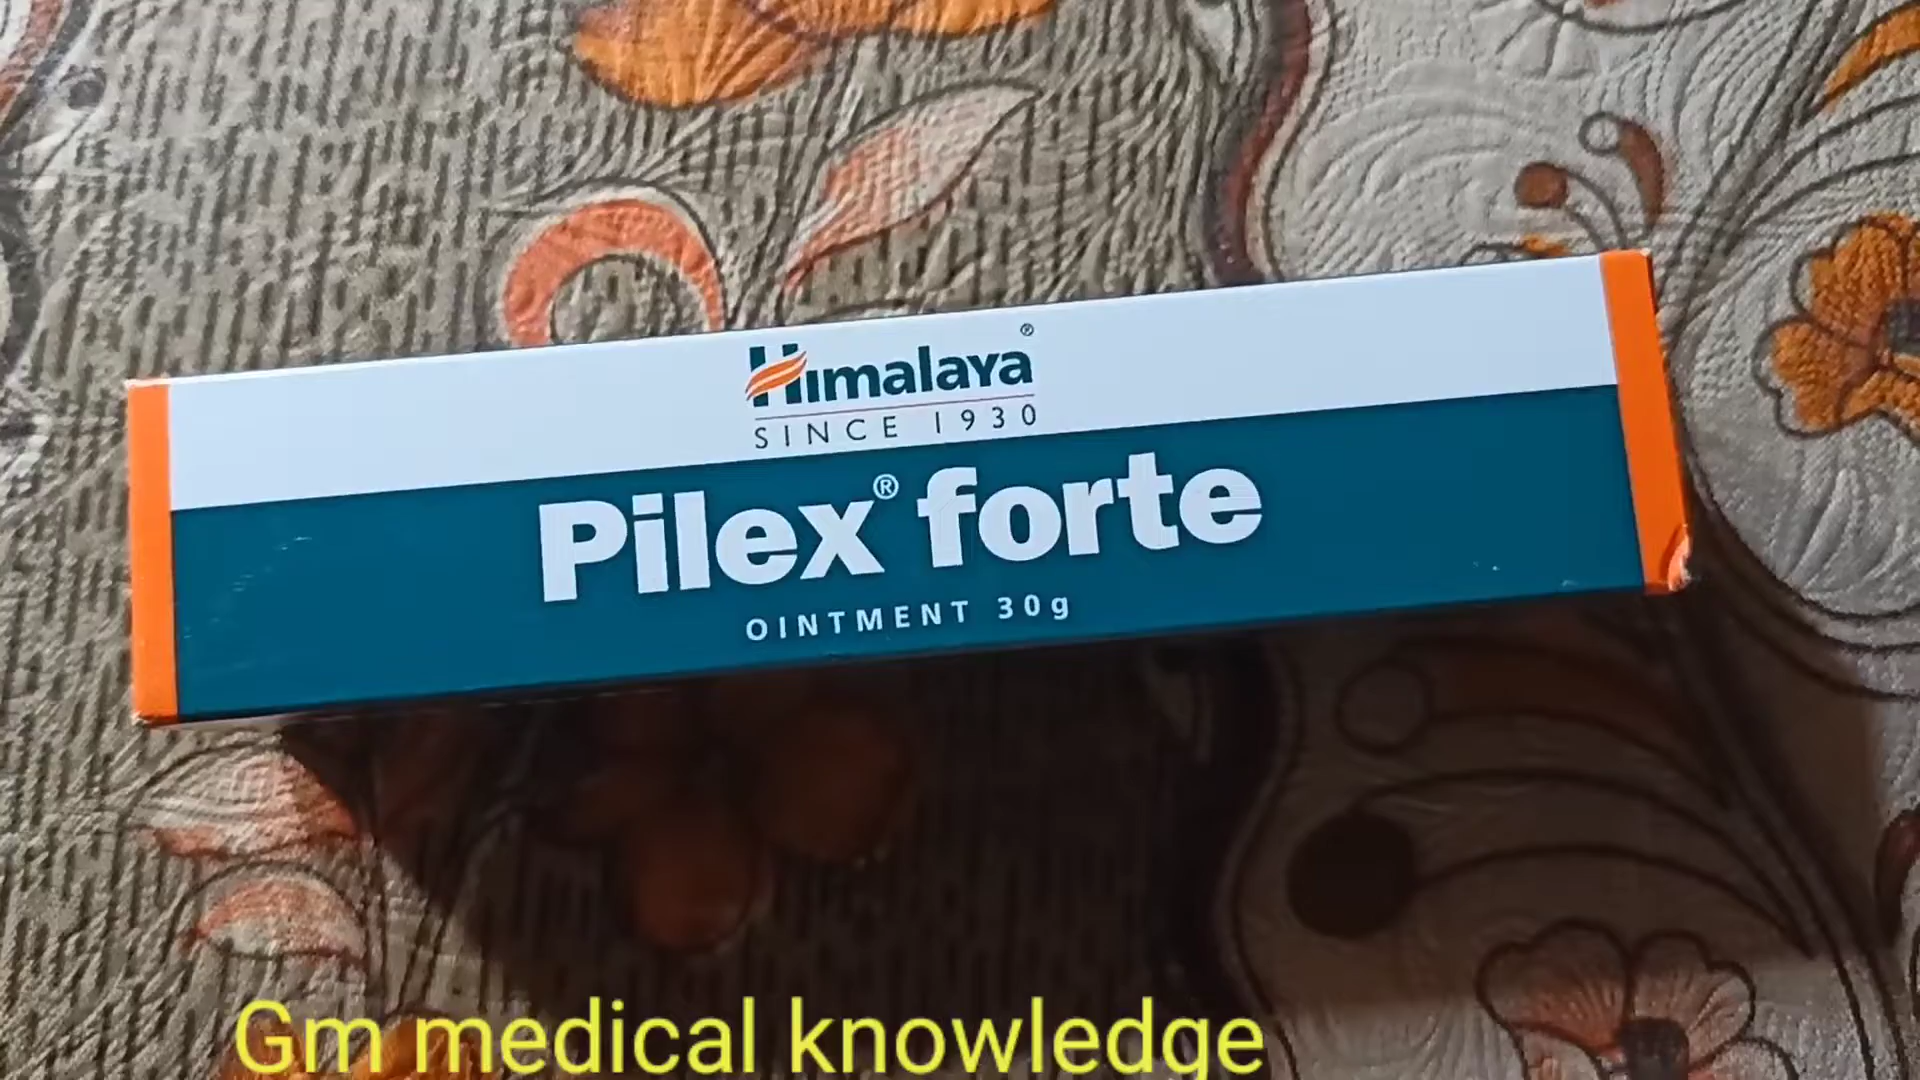 Himalaya®
SINCE 1930
Pilex® forte
OINTMENT 30g
Gm medical knowledge